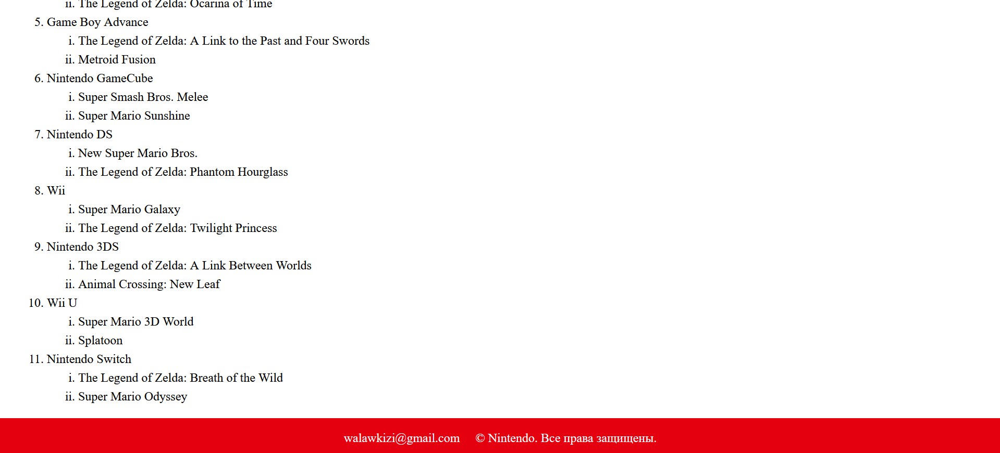 ii. The Legend of Zelda: Ocarina of Time
5. Game Boy Advance
i. The Legend of Zelda: A Link to the Past and Four Swords
ii. Metroid Fusion
6. Nintendo GameCube
i. Super Smash Bros. Melee
ii. Super Mario Sunshine
7. Nintendo DS
i. New Super Mario Bros.
ii. The Legend of Zelda: Phantom Hourglass
8. Wii
i. Super Mario Galaxy
ii. The Legend of Zelda: Twilight Princess
9. Nintendo 3DS
i. The Legend of Zelda: A Link Between Worlds
ii. Animal Crossing: New Leaf
10. Wii U
i. Super Mario 3D World
ii. Splatoon
11. Nintendo Switch
i. The Legend of Zelda: Breath of the Wild
ii. Super Mario Odyssey
walawkizi@gmail.com © Nintendo. Все права защищены.